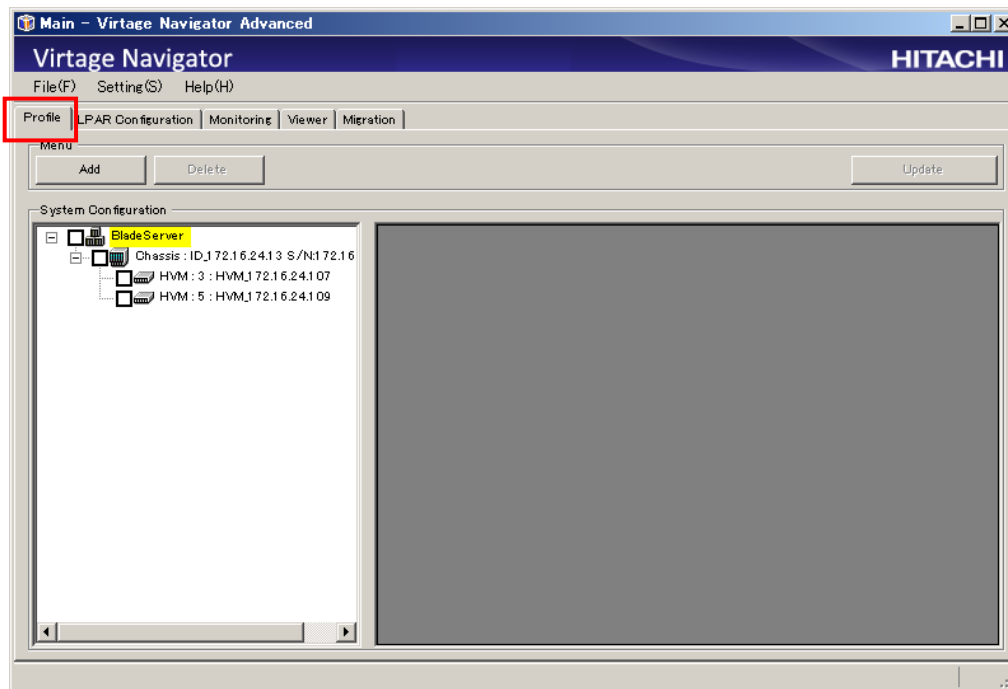 Main - Virtage Navigator Advanced
Virtage Navigator
HITACHI
File(F) Setting(S) Help(H)
Profile LPAR Configuration Monitoring Viewer Migration
Menu
Add Delete Update
System Configuration
BladeServer
Chassis : ID_172.16.24.13 S/N:172.16
HVM : 3 : HVM_172.16.24.107
HVM : 5 : HVM_172.16.24.109